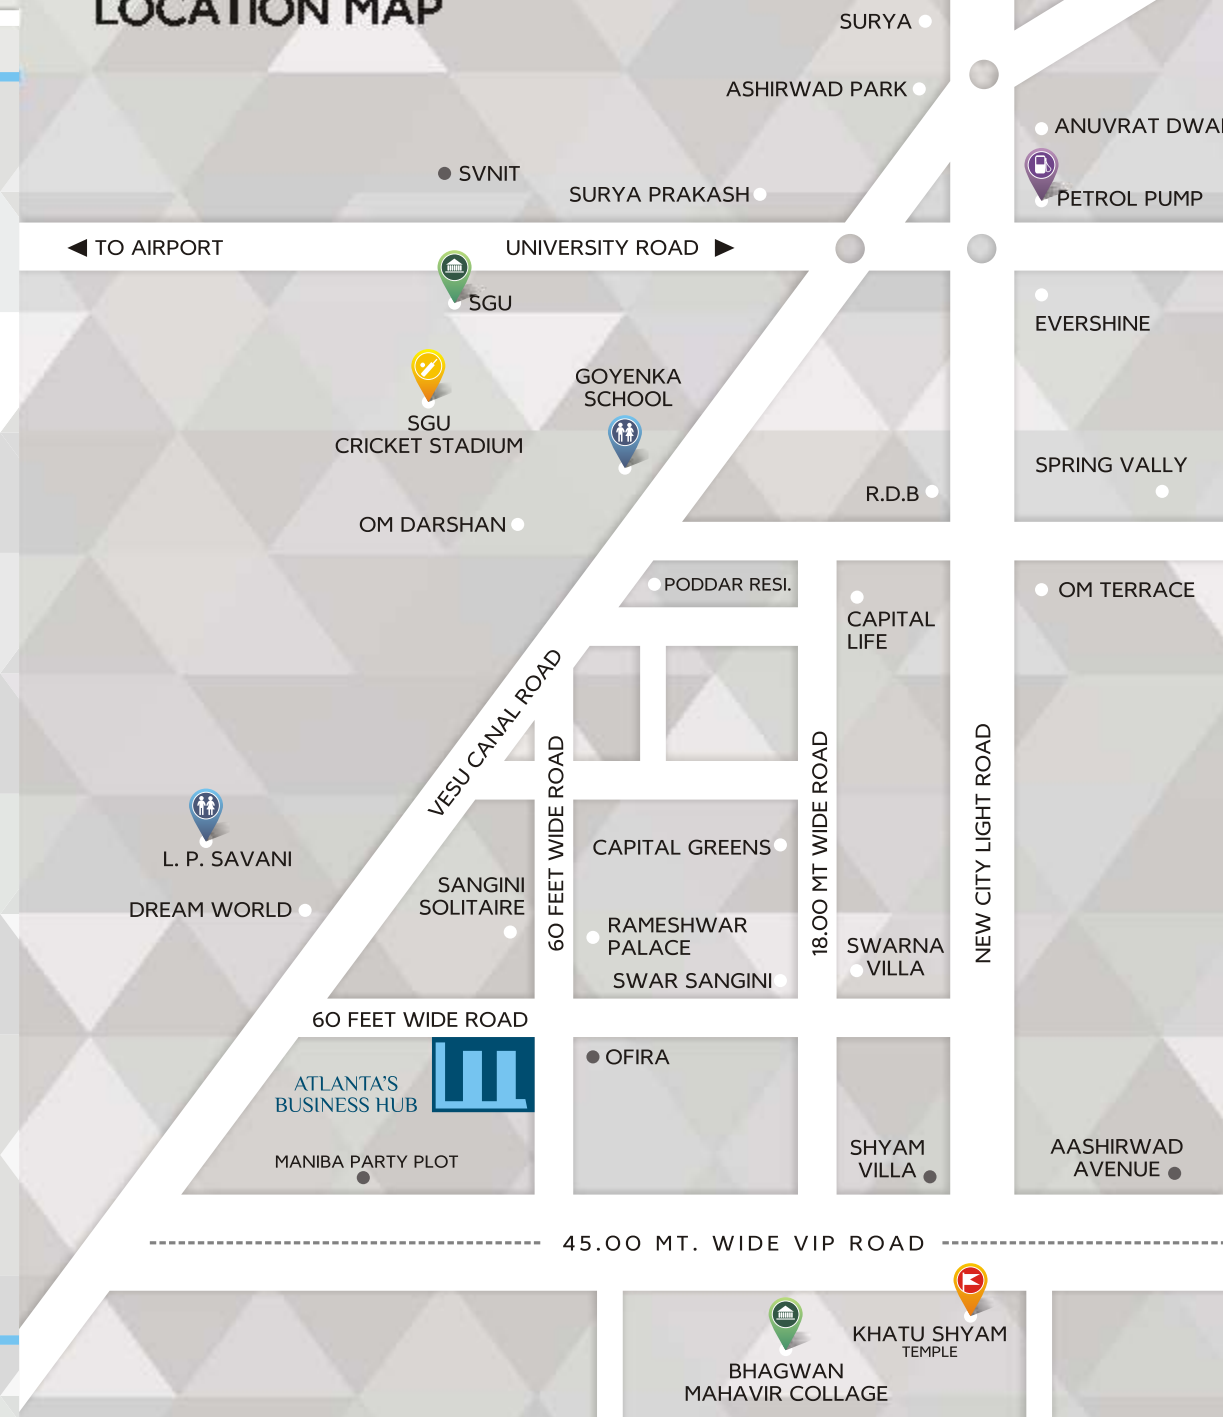 LOCATION MAP
SURYA
ASHIRWAD PARK
ANUVRAT
SVNIT
SURYA PRAKASH
PETROL PUMP
TO AIRPORT
UNIVERSITY ROAD
SGU
EVERSHINE
GOYENKA
SCHOOL
SGU
CRICKET STADIUM
SPRING VALLY
R.D.B
OM DARSHAN
PODDAR RESI.
OM TERRACE
CAPITAL
LIFE
VESU CANAL ROAD
60 FEET WIDE ROAD
18.00 MT WIDE ROAD
NEW CITY LIGHT ROAD
L. P. SAVANI
CAPITAL GREENS
SANGINI
SOLITAIRE
DREAM WORLD
RAMESHWAR
PALACE
SWARNA
VILLA
SWAR SANGINI
60 FEET WIDE ROAD
OFIRA
ATLANTA'S
BUSINESS HUB
SHYAM
VILLA
AASHIRWAD
AVENUE
MANIBA PARTY PLOT
45.00 MT. WIDE VIP ROAD
KHATU SHYAM
TEMPLE
BHAGWAN
MAHAVIR COLLAGE